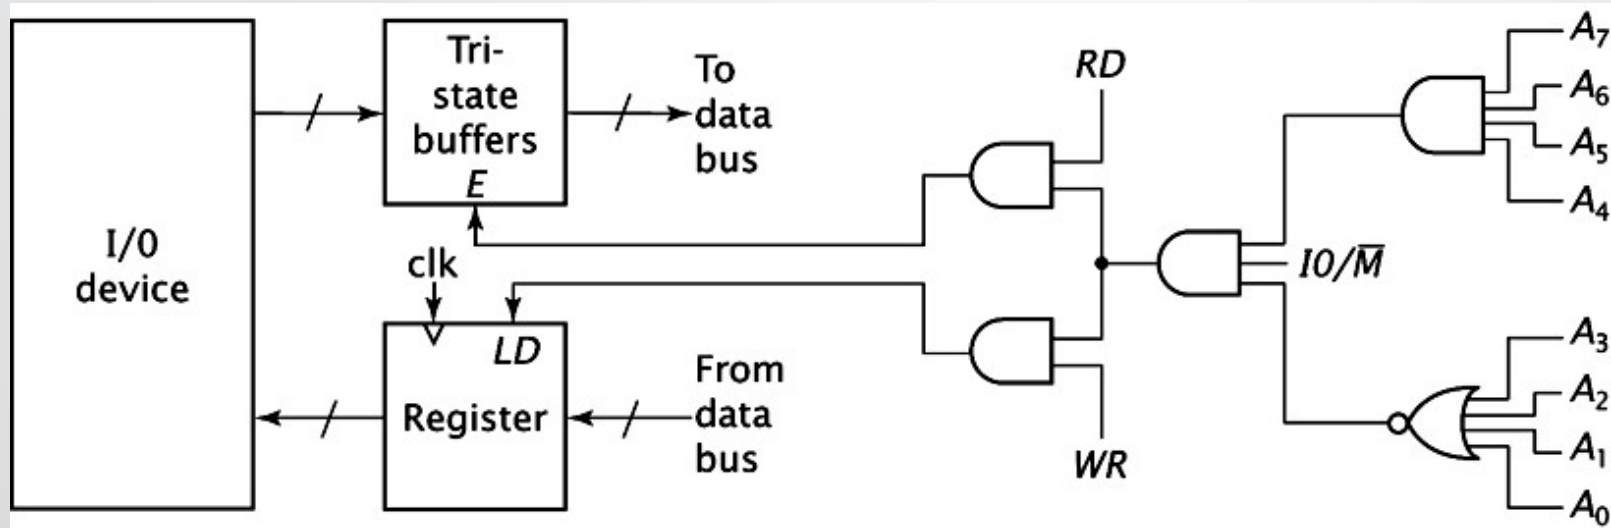 I/0
device
Tri-
state
buffers
E
To
data
bus
clk
LD
Register
From
data
bus
RD
WR
IO/M̅
A₇
A₆
A₅
A₄
A₃
A₂
A₁
A₀